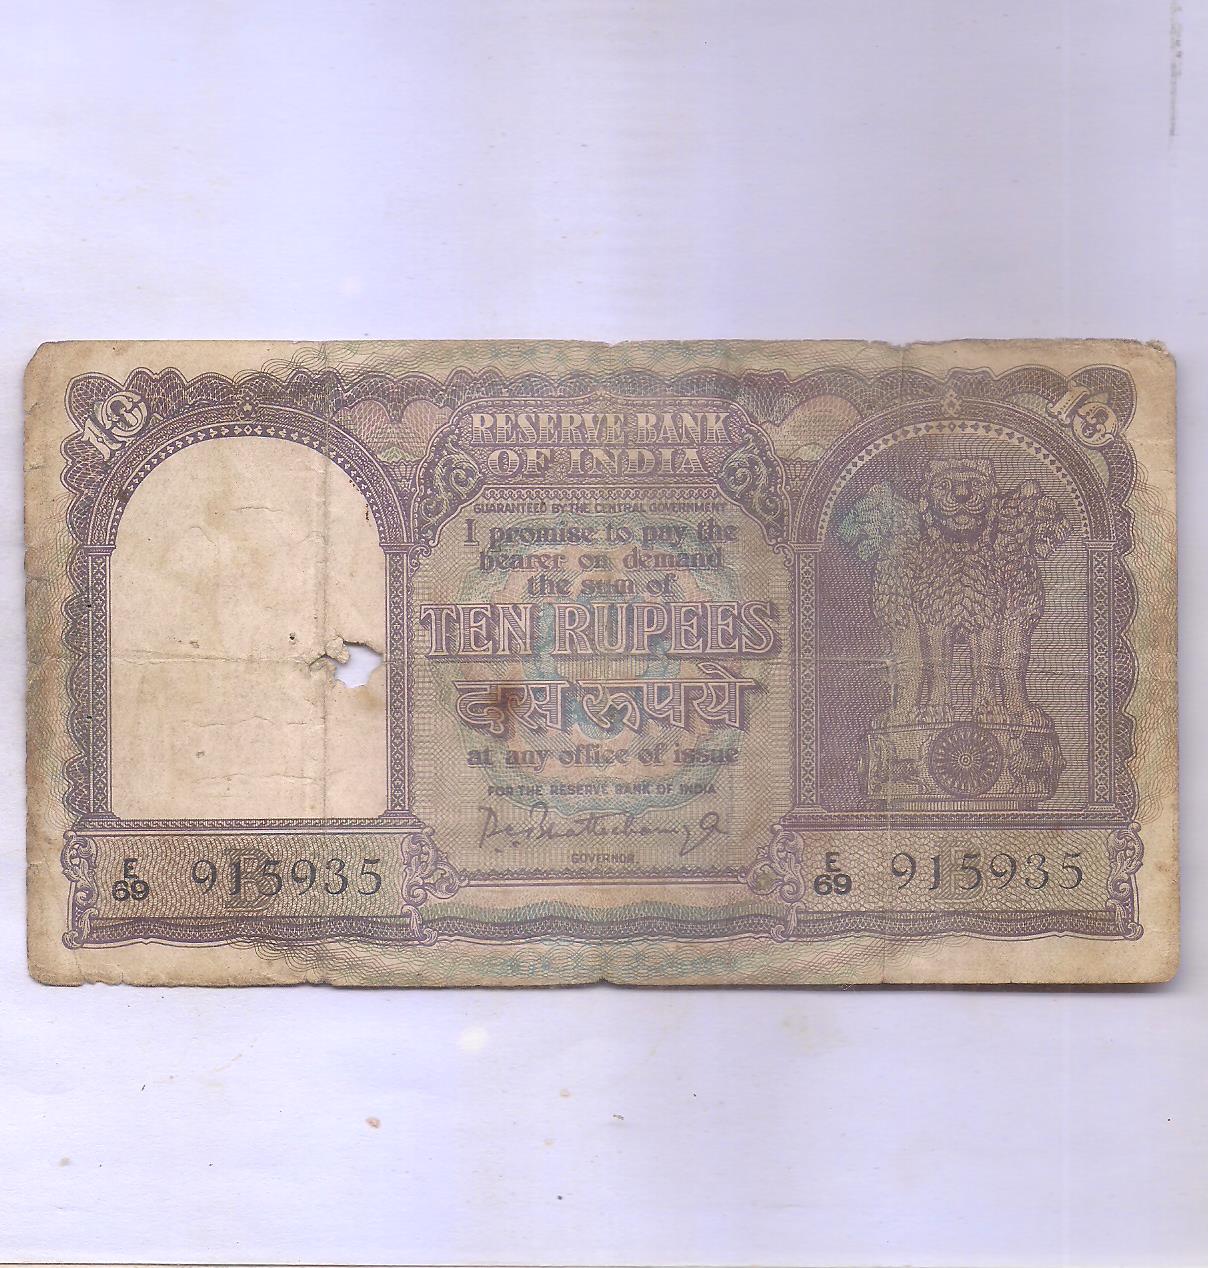 10
10
RESERVE BANK
OF INDIA
GUARANTEED BY THE CENTRAL GOVERNMENT
I promise to pay the
bearer on demand
the sum of
TEN RUPEES
दस रूपये
at any office of issue
FOR THE RESERVE BANK OF INDIA
GOVERNOR
E
69 915935
B
E
69 915935